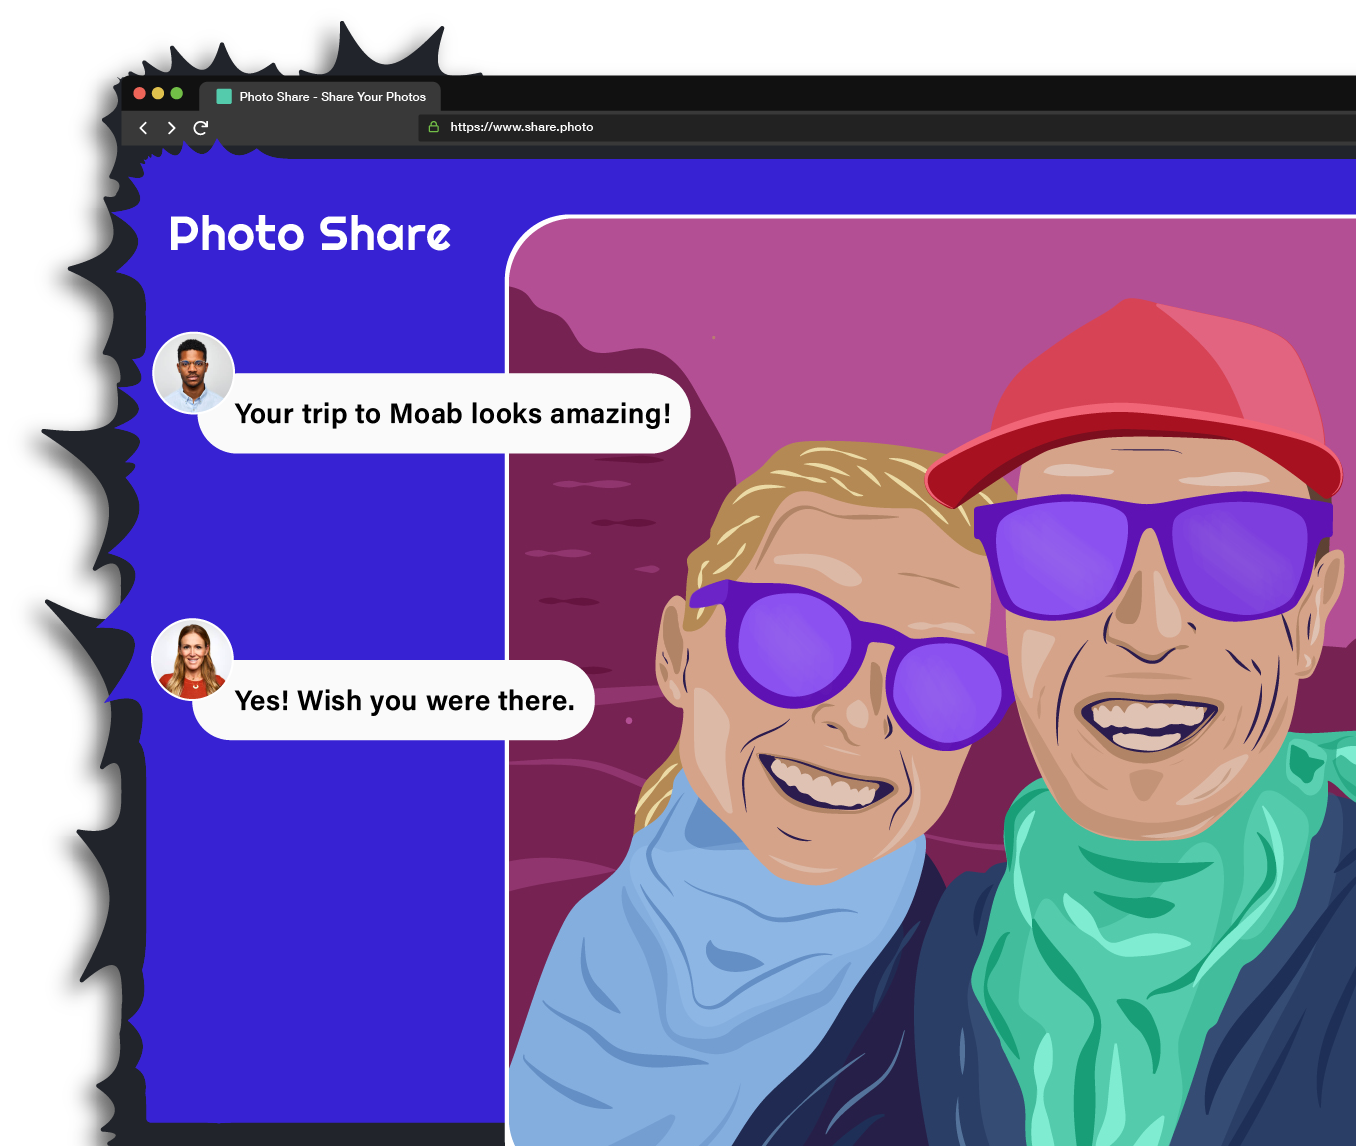 Photo Share - Share Your Photos
https://www.share.photo
Photo Share
Your trip to Moab looks amazing!
Yes! Wish you were there.